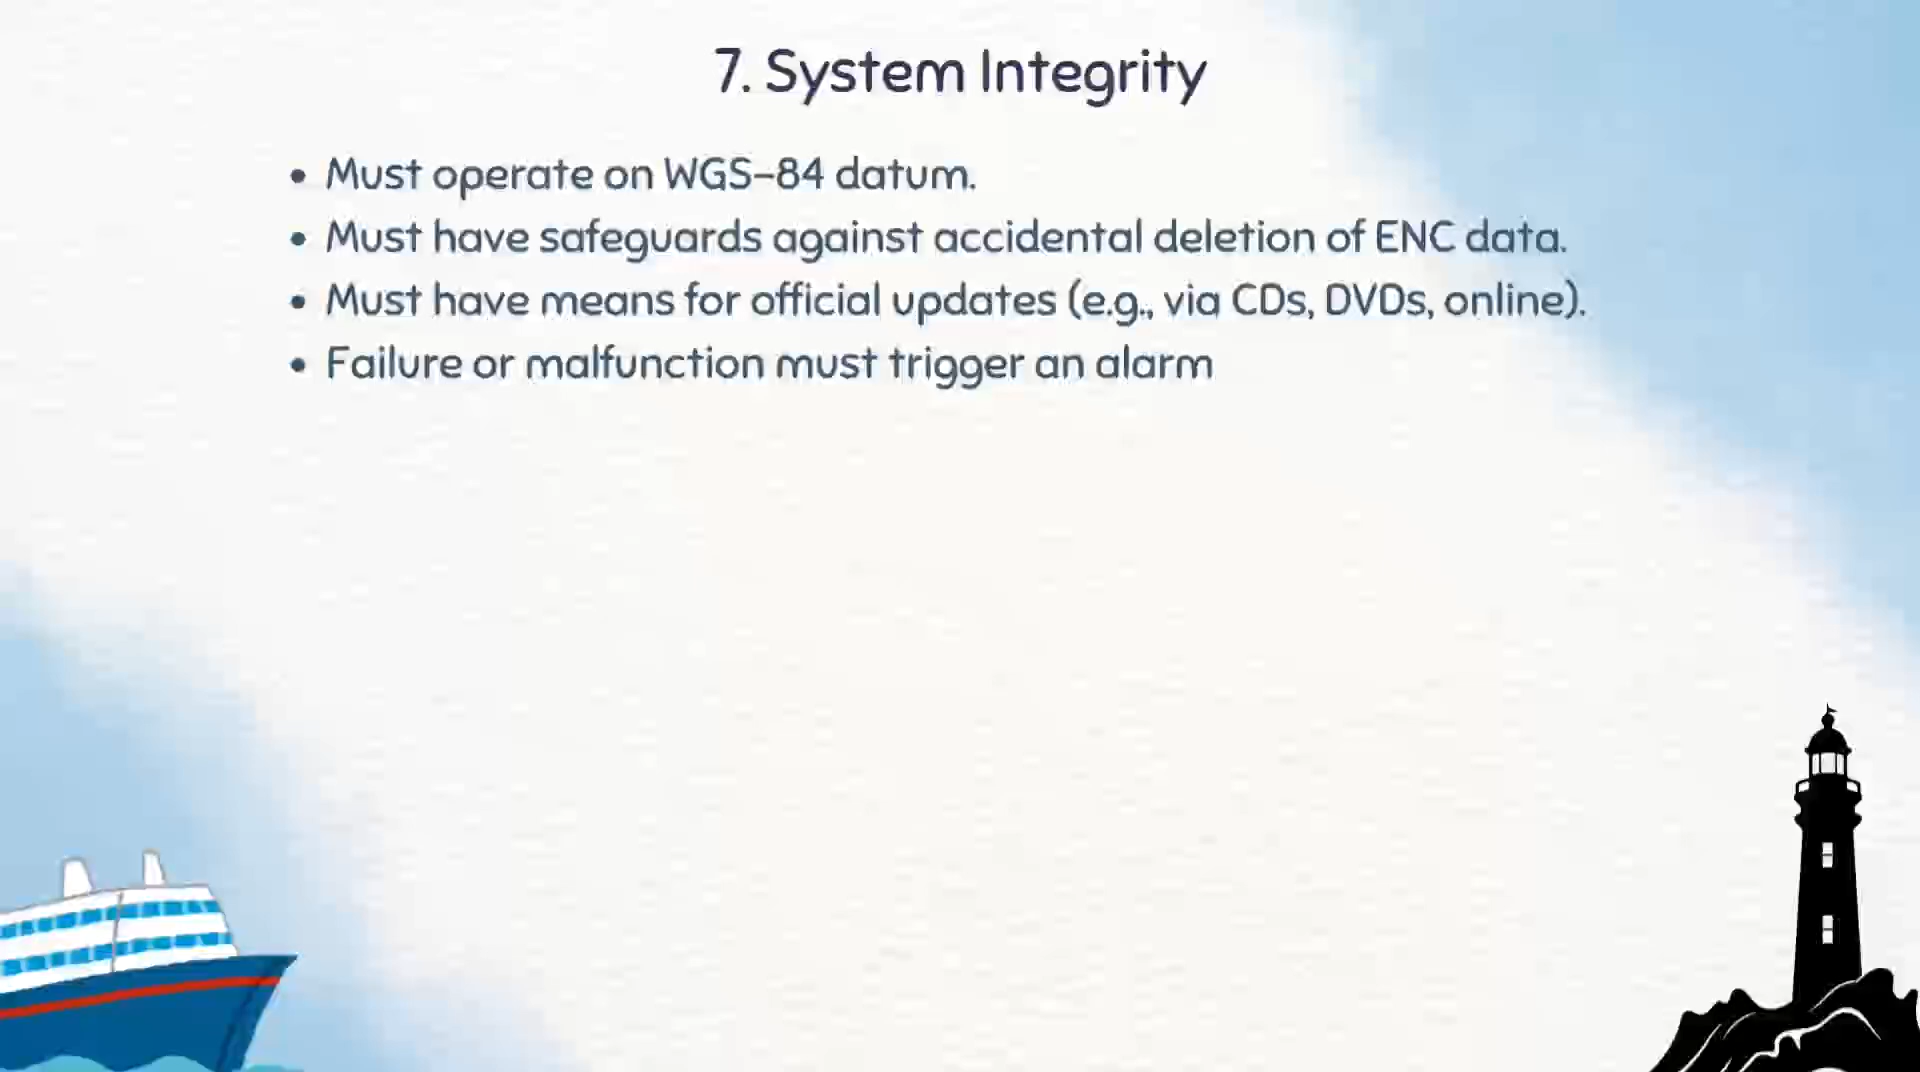 7. System Integrity
• Must operate on WGS-84 datum.
• Must have safeguards against accidental deletion of ENC data.
• Must have means for official updates (e.g., via CDs, DVDs, online).
• Failure or malfunction must trigger an alarm